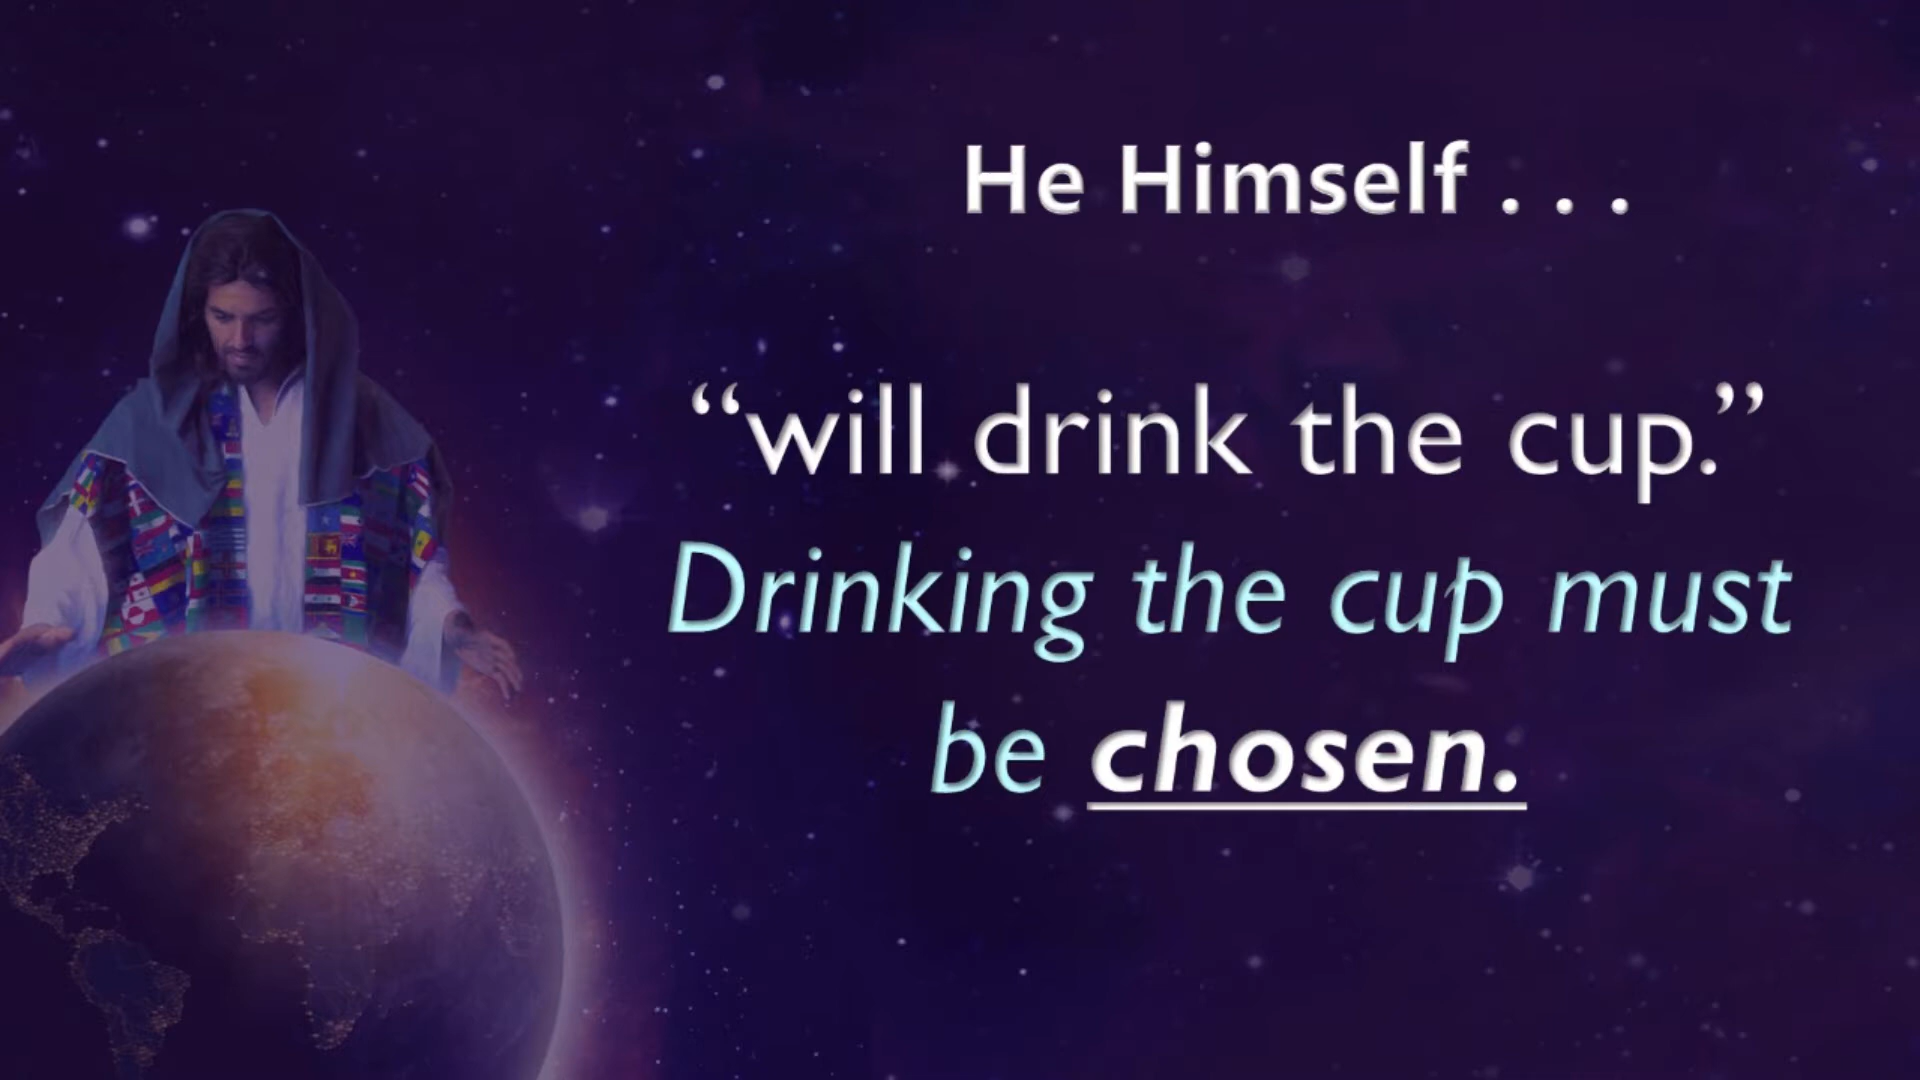 He Himself . . .
“will drink the cup.”
Drinking the cup must
be chosen.